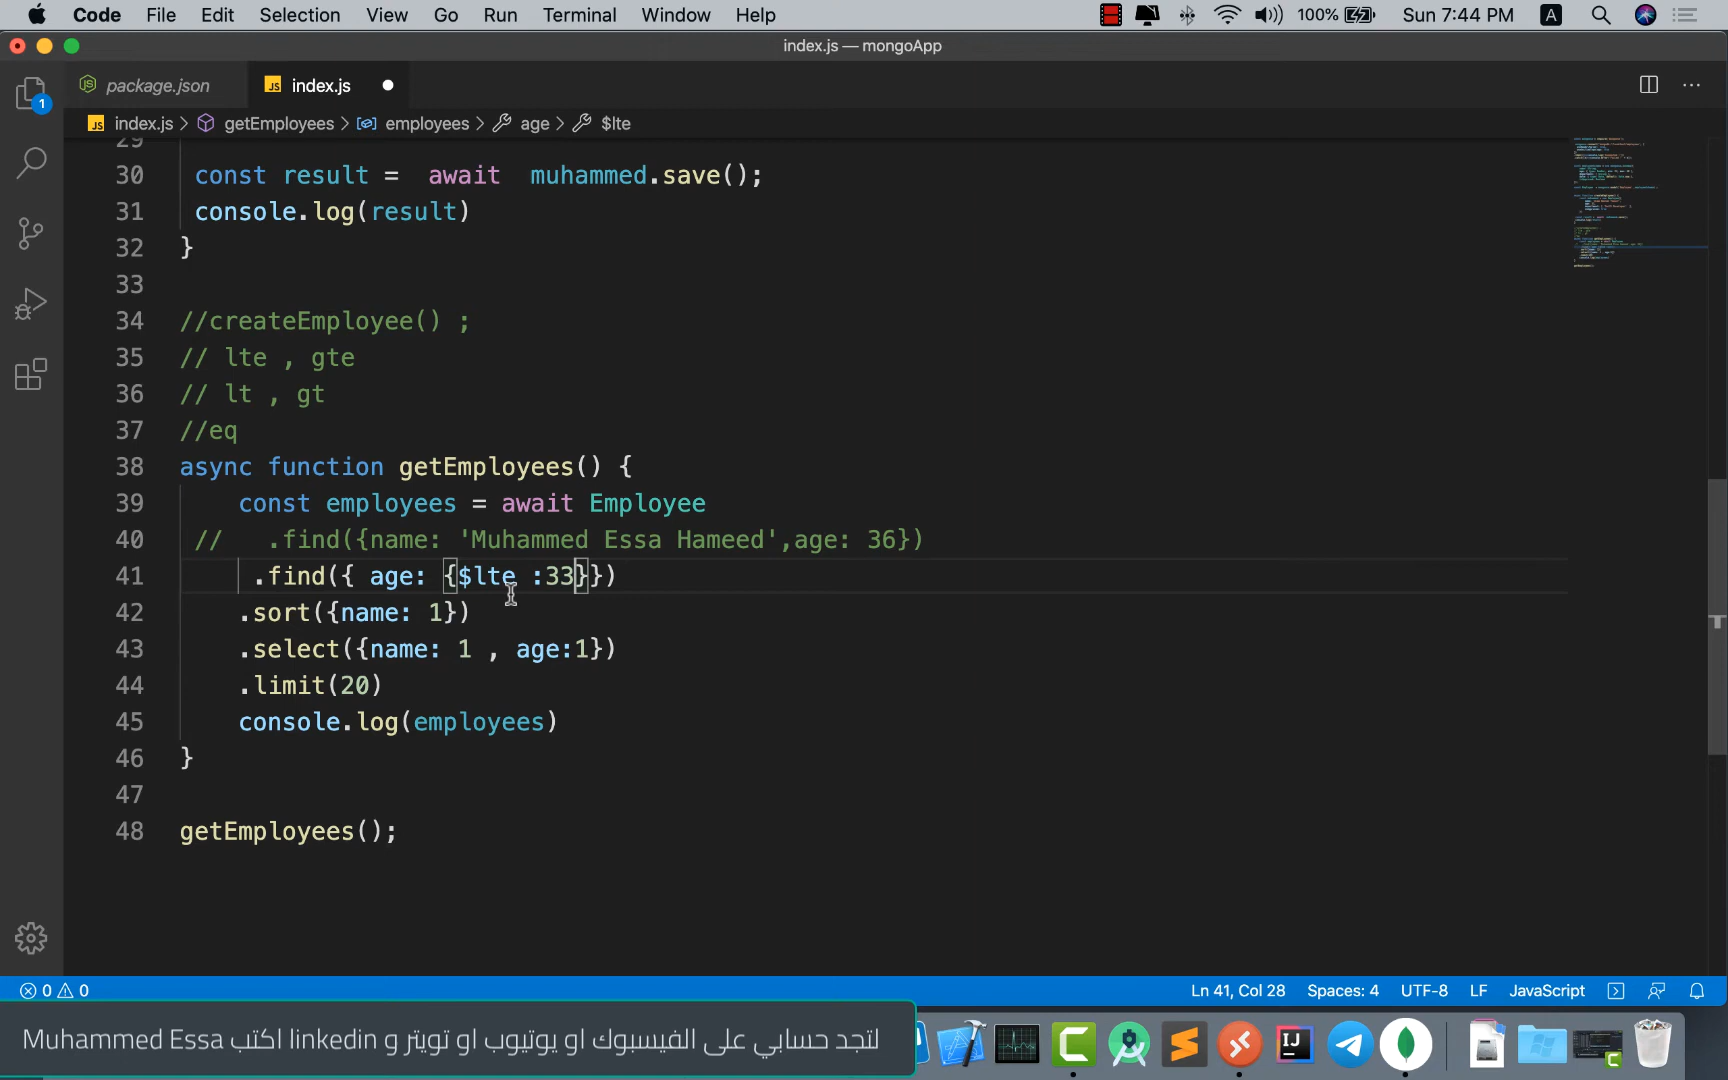 Code File Edit Selection View Go Run Terminal Window Help 100% Sun 7:44 PM A
index.js — mongoApp
package.json index.js
index.js > getEmployees > employees > age > $lte
1
29
30 const result = await muhammed.save();
31 console.log(result)
32 }
33
34 //createEmployee() ;
35 // lte , gte
36 // lt , gt
37 //eq
38 async function getEmployees() {
39 const employees = await Employee
40 // .find({name: 'Muhammed Essa Hameed',age: 36})
41 .find({ age: {$lte :33}})
42 .sort({name: 1})
43 .select({name: 1 , age:1})
44 .limit(20)
45 console.log(employees)
46 }
47
48 getEmployees();
0 0 Ln 41, Col 28 Spaces: 4 UTF-8 LF JavaScript
لتجد حسابي على الفيسبوك او يوتيوب او تويتر و linkedin اكتب Muhammed Essa